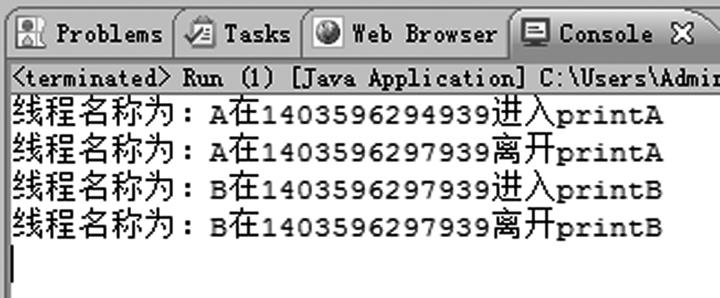 Problems Tasks Web Browser Console
<terminated> Run (1) [Java Application] C:\Users\Admin
线程名称为：A在1403596294939进入printA
线程名称为：A在1403596297939离开printA
线程名称为：B在1403596297939进入printB
线程名称为：B在1403596297939离开printB